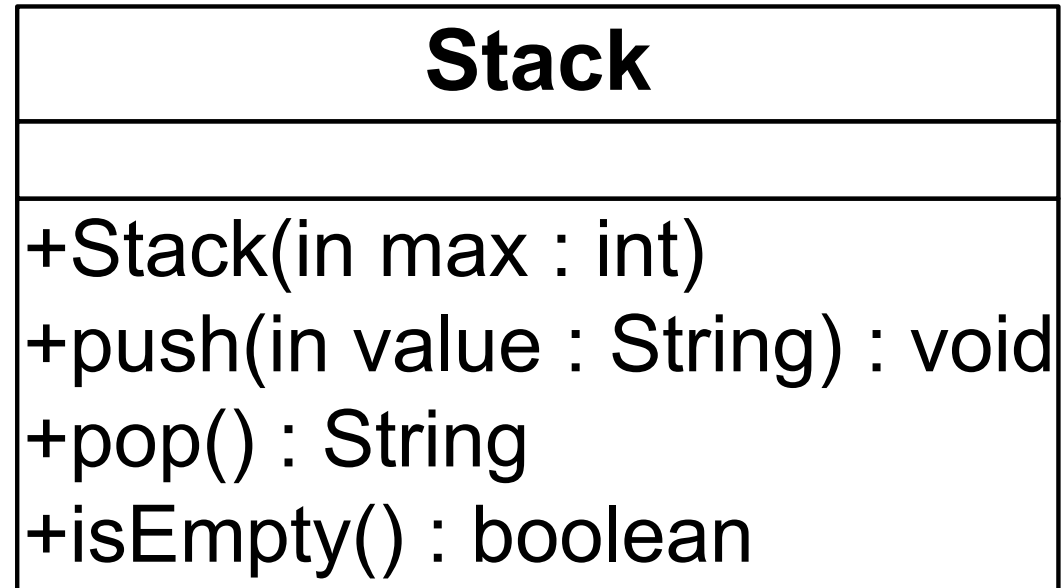 Stack
+Stack(in max : int)
+push(in value : String) : void
+pop() : String
+isEmpty() : boolean